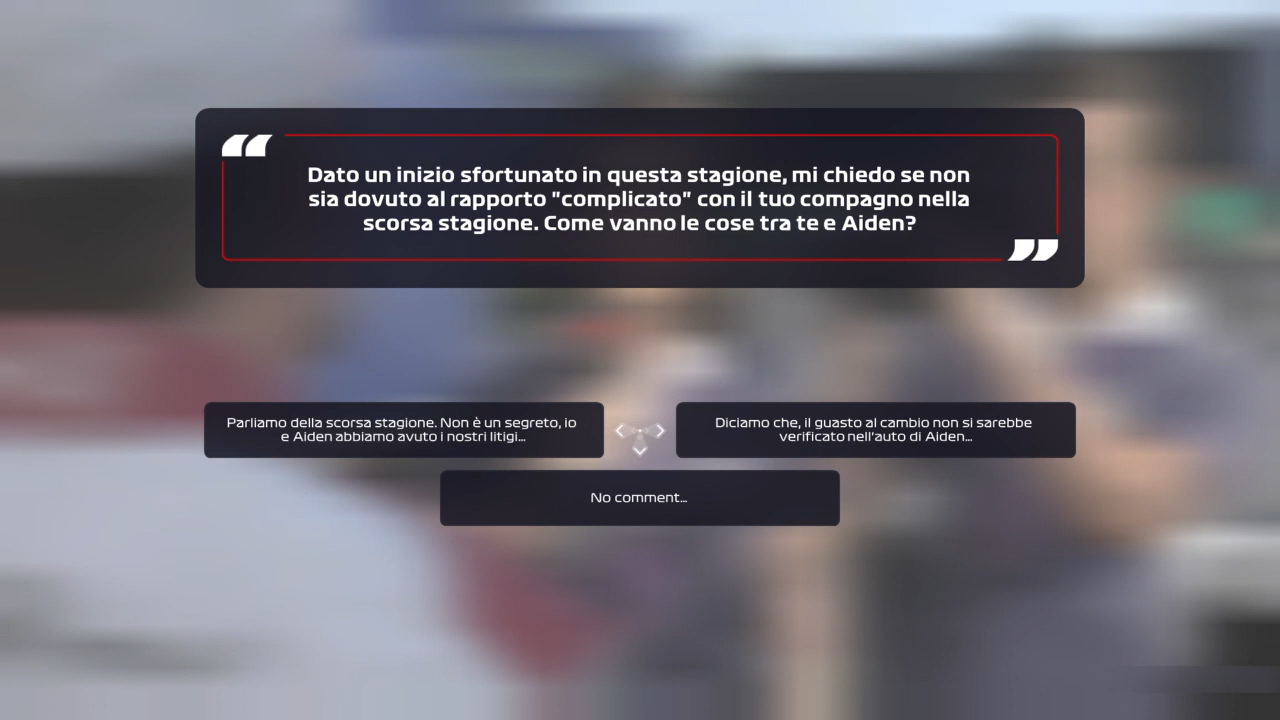 Dato un inizio sfortunato in questa stagione, mi chiedo se non
sia dovuto al rapporto "complicato" con il tuo compagno nella
scorsa stagione. Come vanno le cose tra te e Aiden?
Parliamo della scorsa stagione. Non è un segreto, io
e Aiden abbiamo avuto i nostri litigi...
Diciamo che, il guasto al cambio non si sarebbe
verificato nell'auto di Aiden...
No comment...